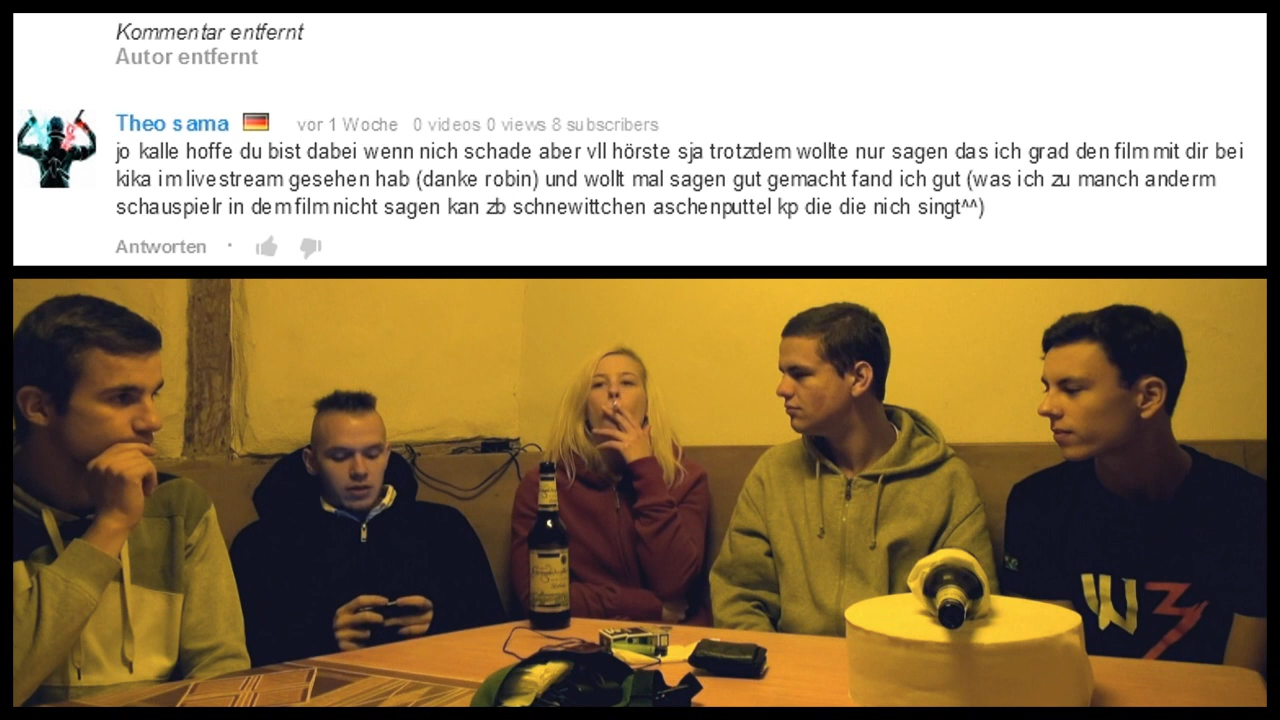 Kommentar entfernt
Autor entfernt
Theo sama vor 1 Woche 0 videos 0 views 8 subscribers
jo kalle hoffe du bist dabei wenn nich schade aber vll hörste sja trotzdem wollte nur sagen das ich grad den film mit dir bei
kika im livestream gesehen hab (danke robin) und wollt mal sagen gut gemacht fand ich gut (was ich zu manch anderm
schauspielr in dem film nicht sagen kan zb schnewittchen aschenputtel kp die die nich singt^^)
Antworten ·
W3